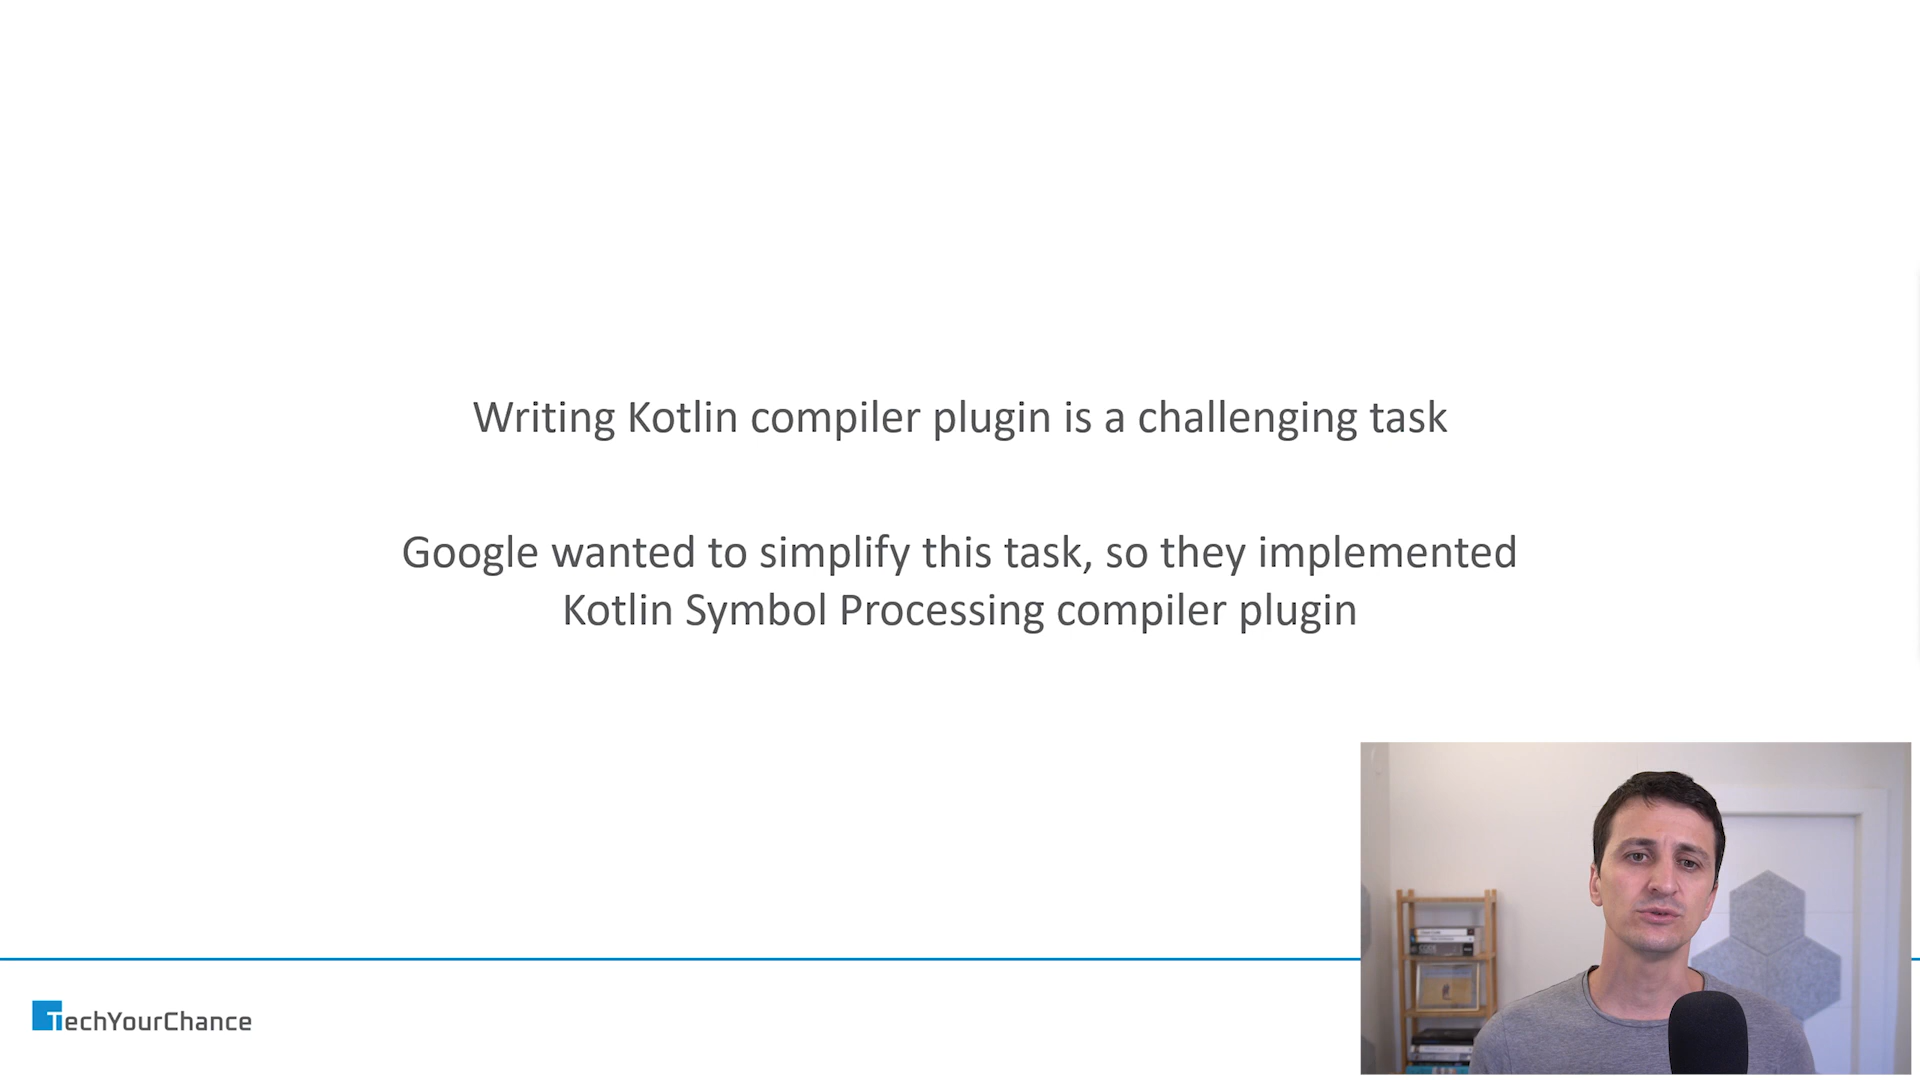 Writing Kotlin compiler plugin is a challenging task
Google wanted to simplify this task, so they implemented
Kotlin Symbol Processing compiler plugin
TechYourChance